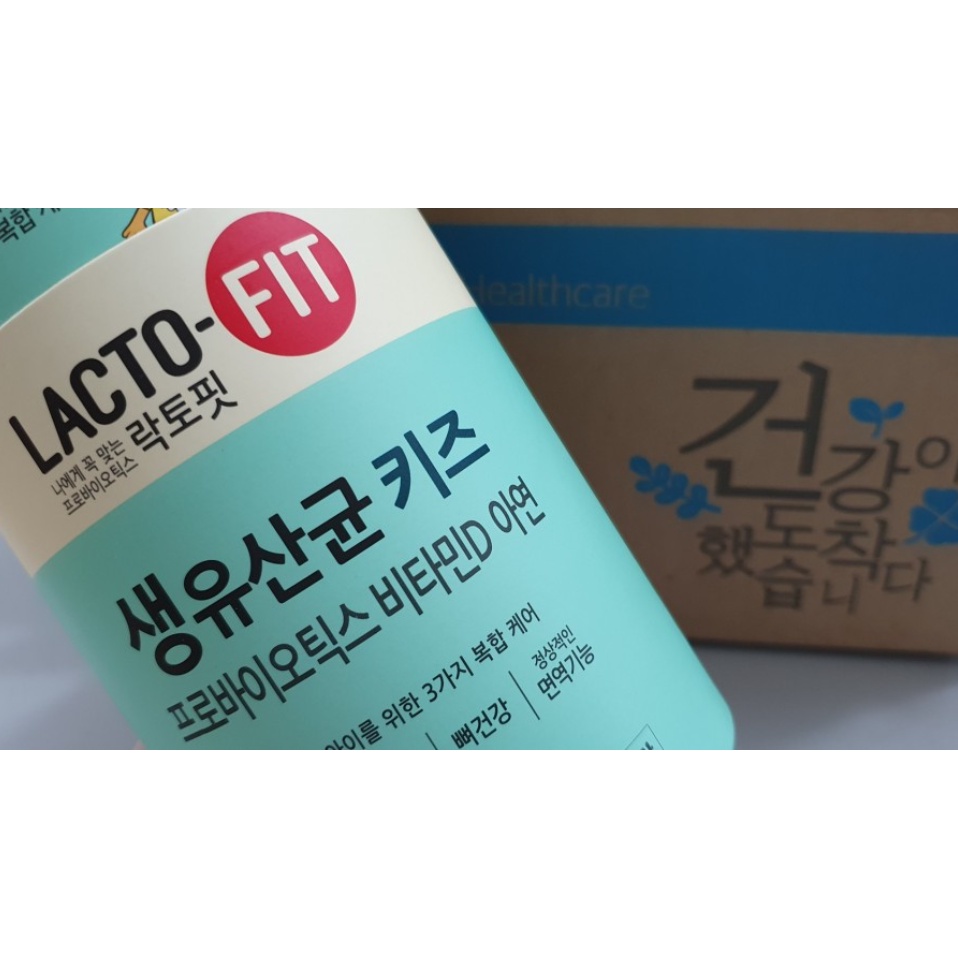 복합
LACTO-FIT
나에게 꼭 맞는
프로바이오틱스
락토핏
생유산균 키즈
프로바이오틱스 비타민D 아연
아이를 위한 3가지 복합 케어
뼈건강
정상적인
면역기능
Healthcare
건강이
도착
했습니다